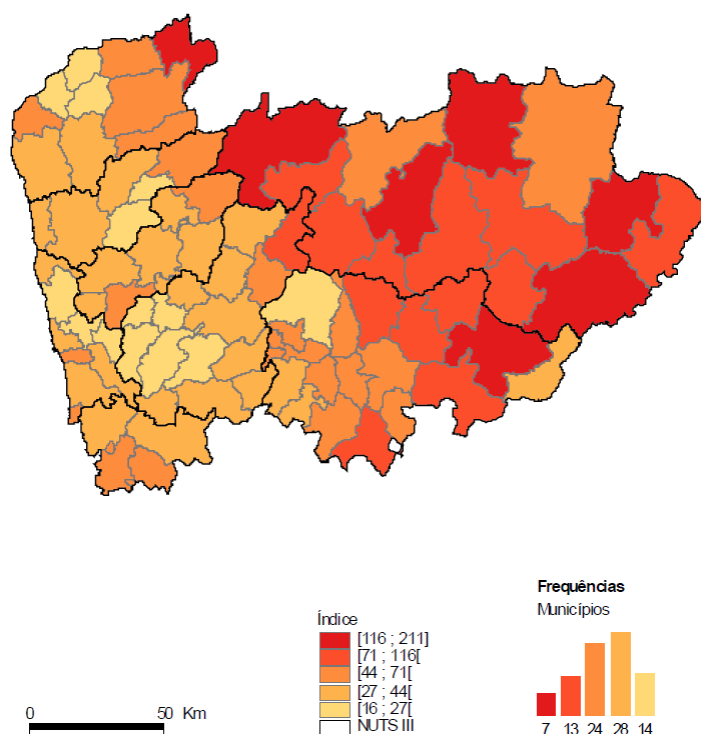 Índice
[116 ; 211]
[71 ; 116[
[44 ; 71[
[27 ; 44[
[16 ; 27[
NUTS III
Frequências
Municípios
7 13 24 28 14
0 50 Km